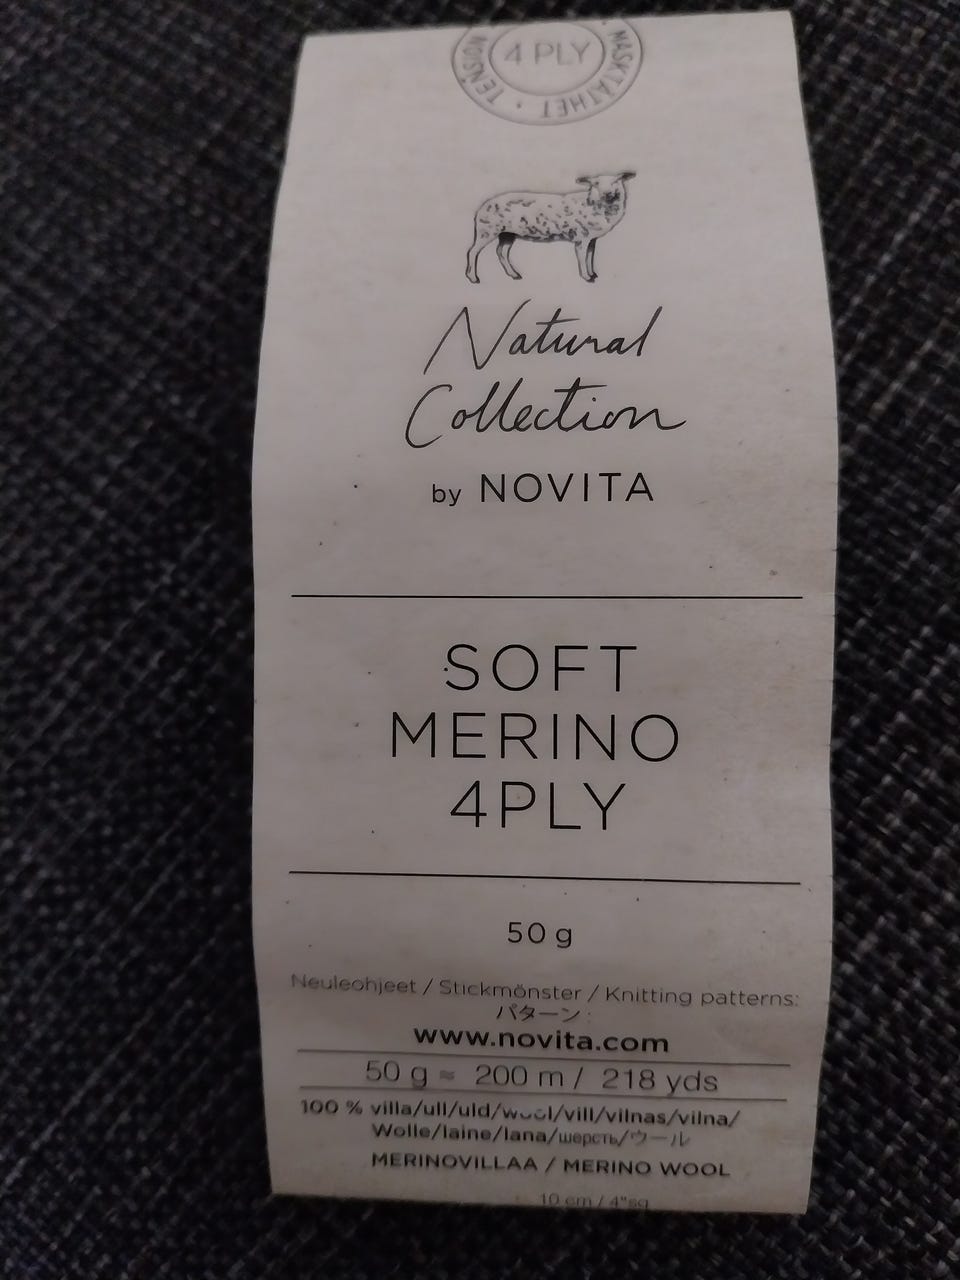 4 PLY
TENSION • MASKTÄTHET •
Natural
Collection
by NOVITA
SOFT
MERINO
4PLY
50 g
Neuleohjeet / Stickmönster / Knitting patterns:
パターン :
www.novita.com
50 g ≈ 200 m / 218 yds
100 % villa/ull/uld/wool/vill/vilnas/vilna/
Wolle/laine/lana/шерсть/ウール
MERINOVILLAA / MERINO WOOL
10 cm / 4"sq